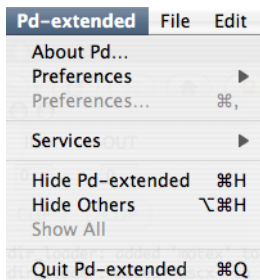 Pd-extended File Edit
About Pd...
Preferences ▶
Preferences... ⌘,
Services ▶
Hide Pd-extended ⌘H
Hide Others ⌥⌘H
Show All
Quit Pd-extended ⌘Q